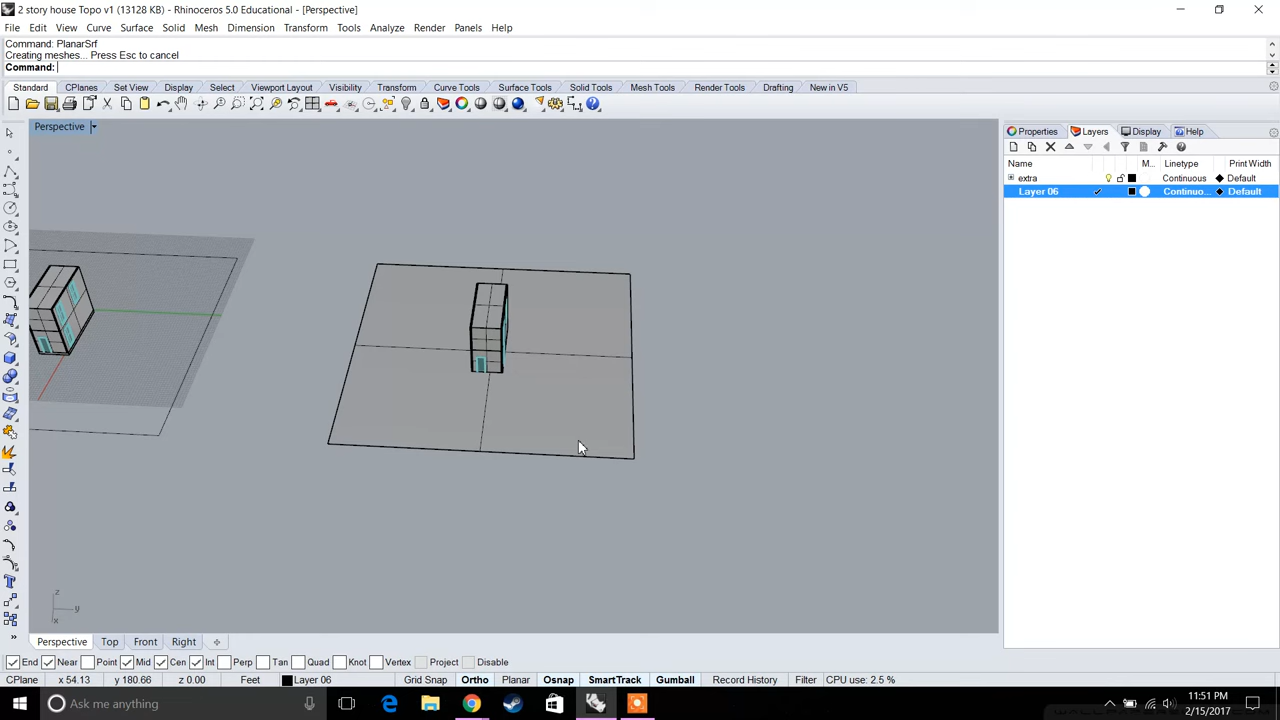 2 story house Topo v1 (13128 KB) - Rhinoceros 5.0 Educational - [Perspective]
File Edit View Curve Surface Solid Mesh Dimension Transform Tools Analyze Render Panels Help
Command: PlanarSrf
Creating meshes... Press Esc to cancel
Command:
Standard CPlanes Set View Display Select Viewport Layout Visibility Transform Curve Tools Surface Tools Solid Tools Mesh Tools Render Tools Drafting New in V5
Perspective
Properties Layers Display Help
Name M... Linetype Print Width
extra Continuous Default
Layer 06 Continuo... Default
z
y
x
Perspective Top Front Right
End Near Point Mid Cen Int Perp Tan Quad Knot Vertex Project Disable
CPlane x 54.13 y 180.66 z 0.00 Feet Layer 06 Grid Snap Ortho Planar Osnap SmartTrack Gumball Record History Filter CPU use: 2.5 %
Ask me anything
11:51 PM
2/15/2017